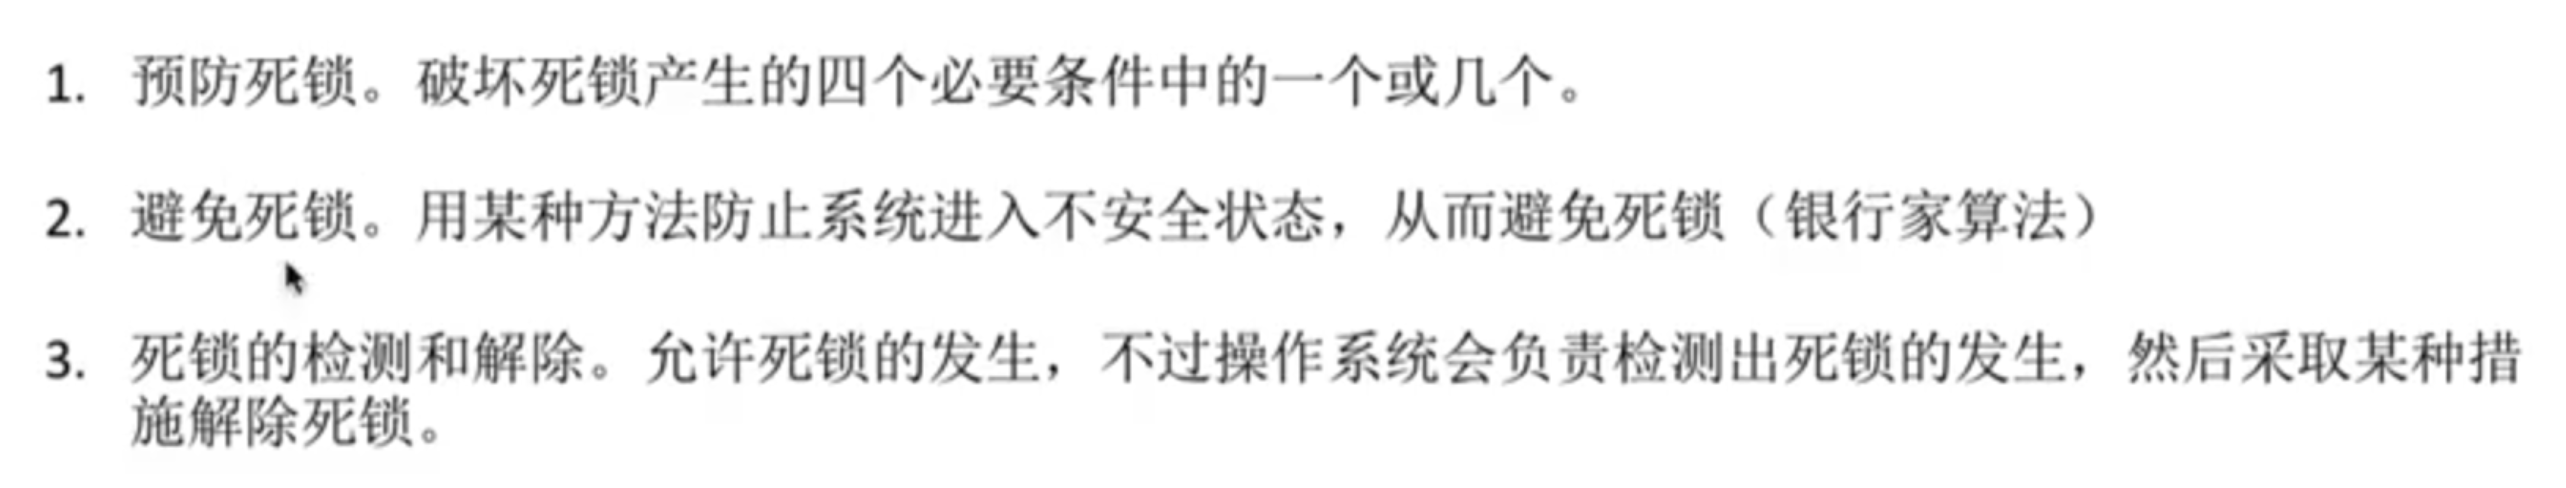 1. 预防死锁。破坏死锁产生的四个必要条件中的一个或几个。
2. 避免死锁。用某种方法防止系统进入不安全状态，从而避免死锁（银行家算法）
3. 死锁的检测和解除。允许死锁的发生，不过操作系统会负责检测出死锁的发生，然后采取某种措
施解除死锁。